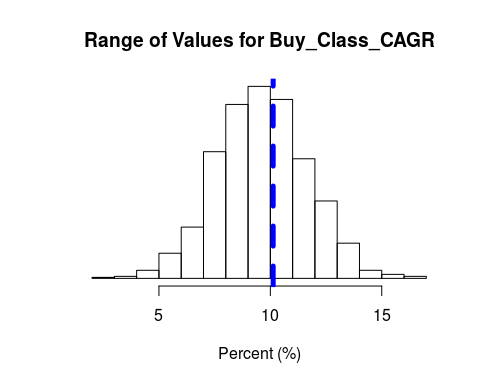 Range of Values for Buy_Class_CAGR
5 10 15
Percent (%)